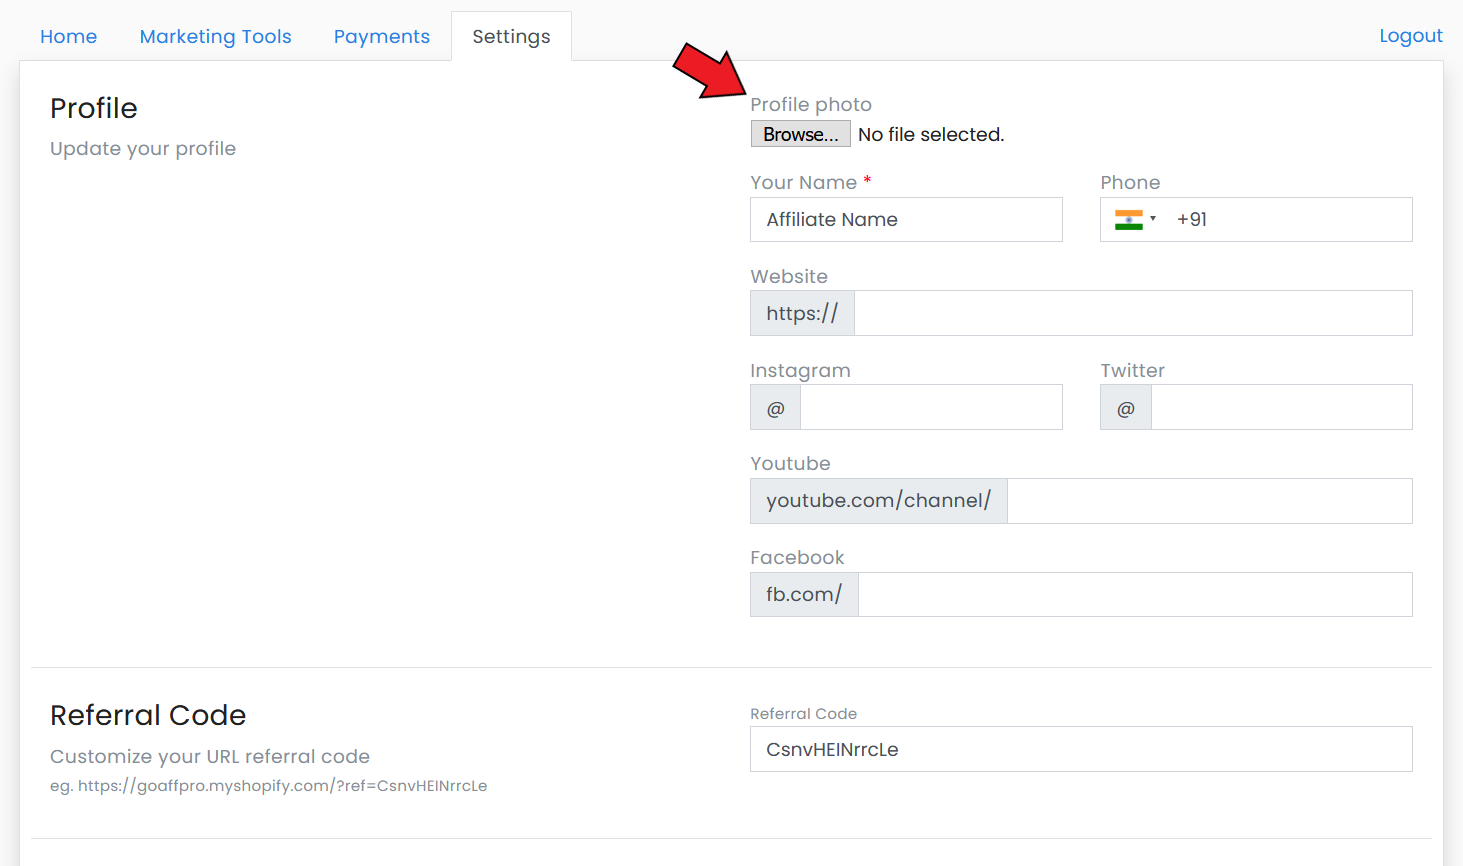 Home Marketing Tools Payments Settings Logout
Profile
Update your profile
Profile photo
Browse... No file selected.
Your Name * Phone
Affiliate Name +91
Website
https://
Instagram Twitter
@ @
Youtube
youtube.com/channel/
Facebook
fb.com/
Referral Code
Customize your URL referral code
eg. https://goaffpro.myshopify.com/?ref=CsnvHEINrrcLe
Referral Code
CsnvHEINrrcLe